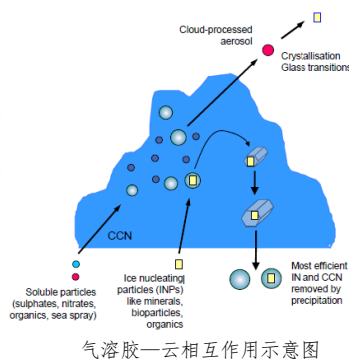 Cloud-processed
aerosol
Crystallisation
Glass transitions
CCN
Soluble particles
(sulphates, nitrates,
organics, sea spray)
Ice nucleating
particles (INPs)
like minerals,
bioparticles,
organics
Most efficient
IN and CCN
removed by
precipitation
气溶胶—云相互作用示意图